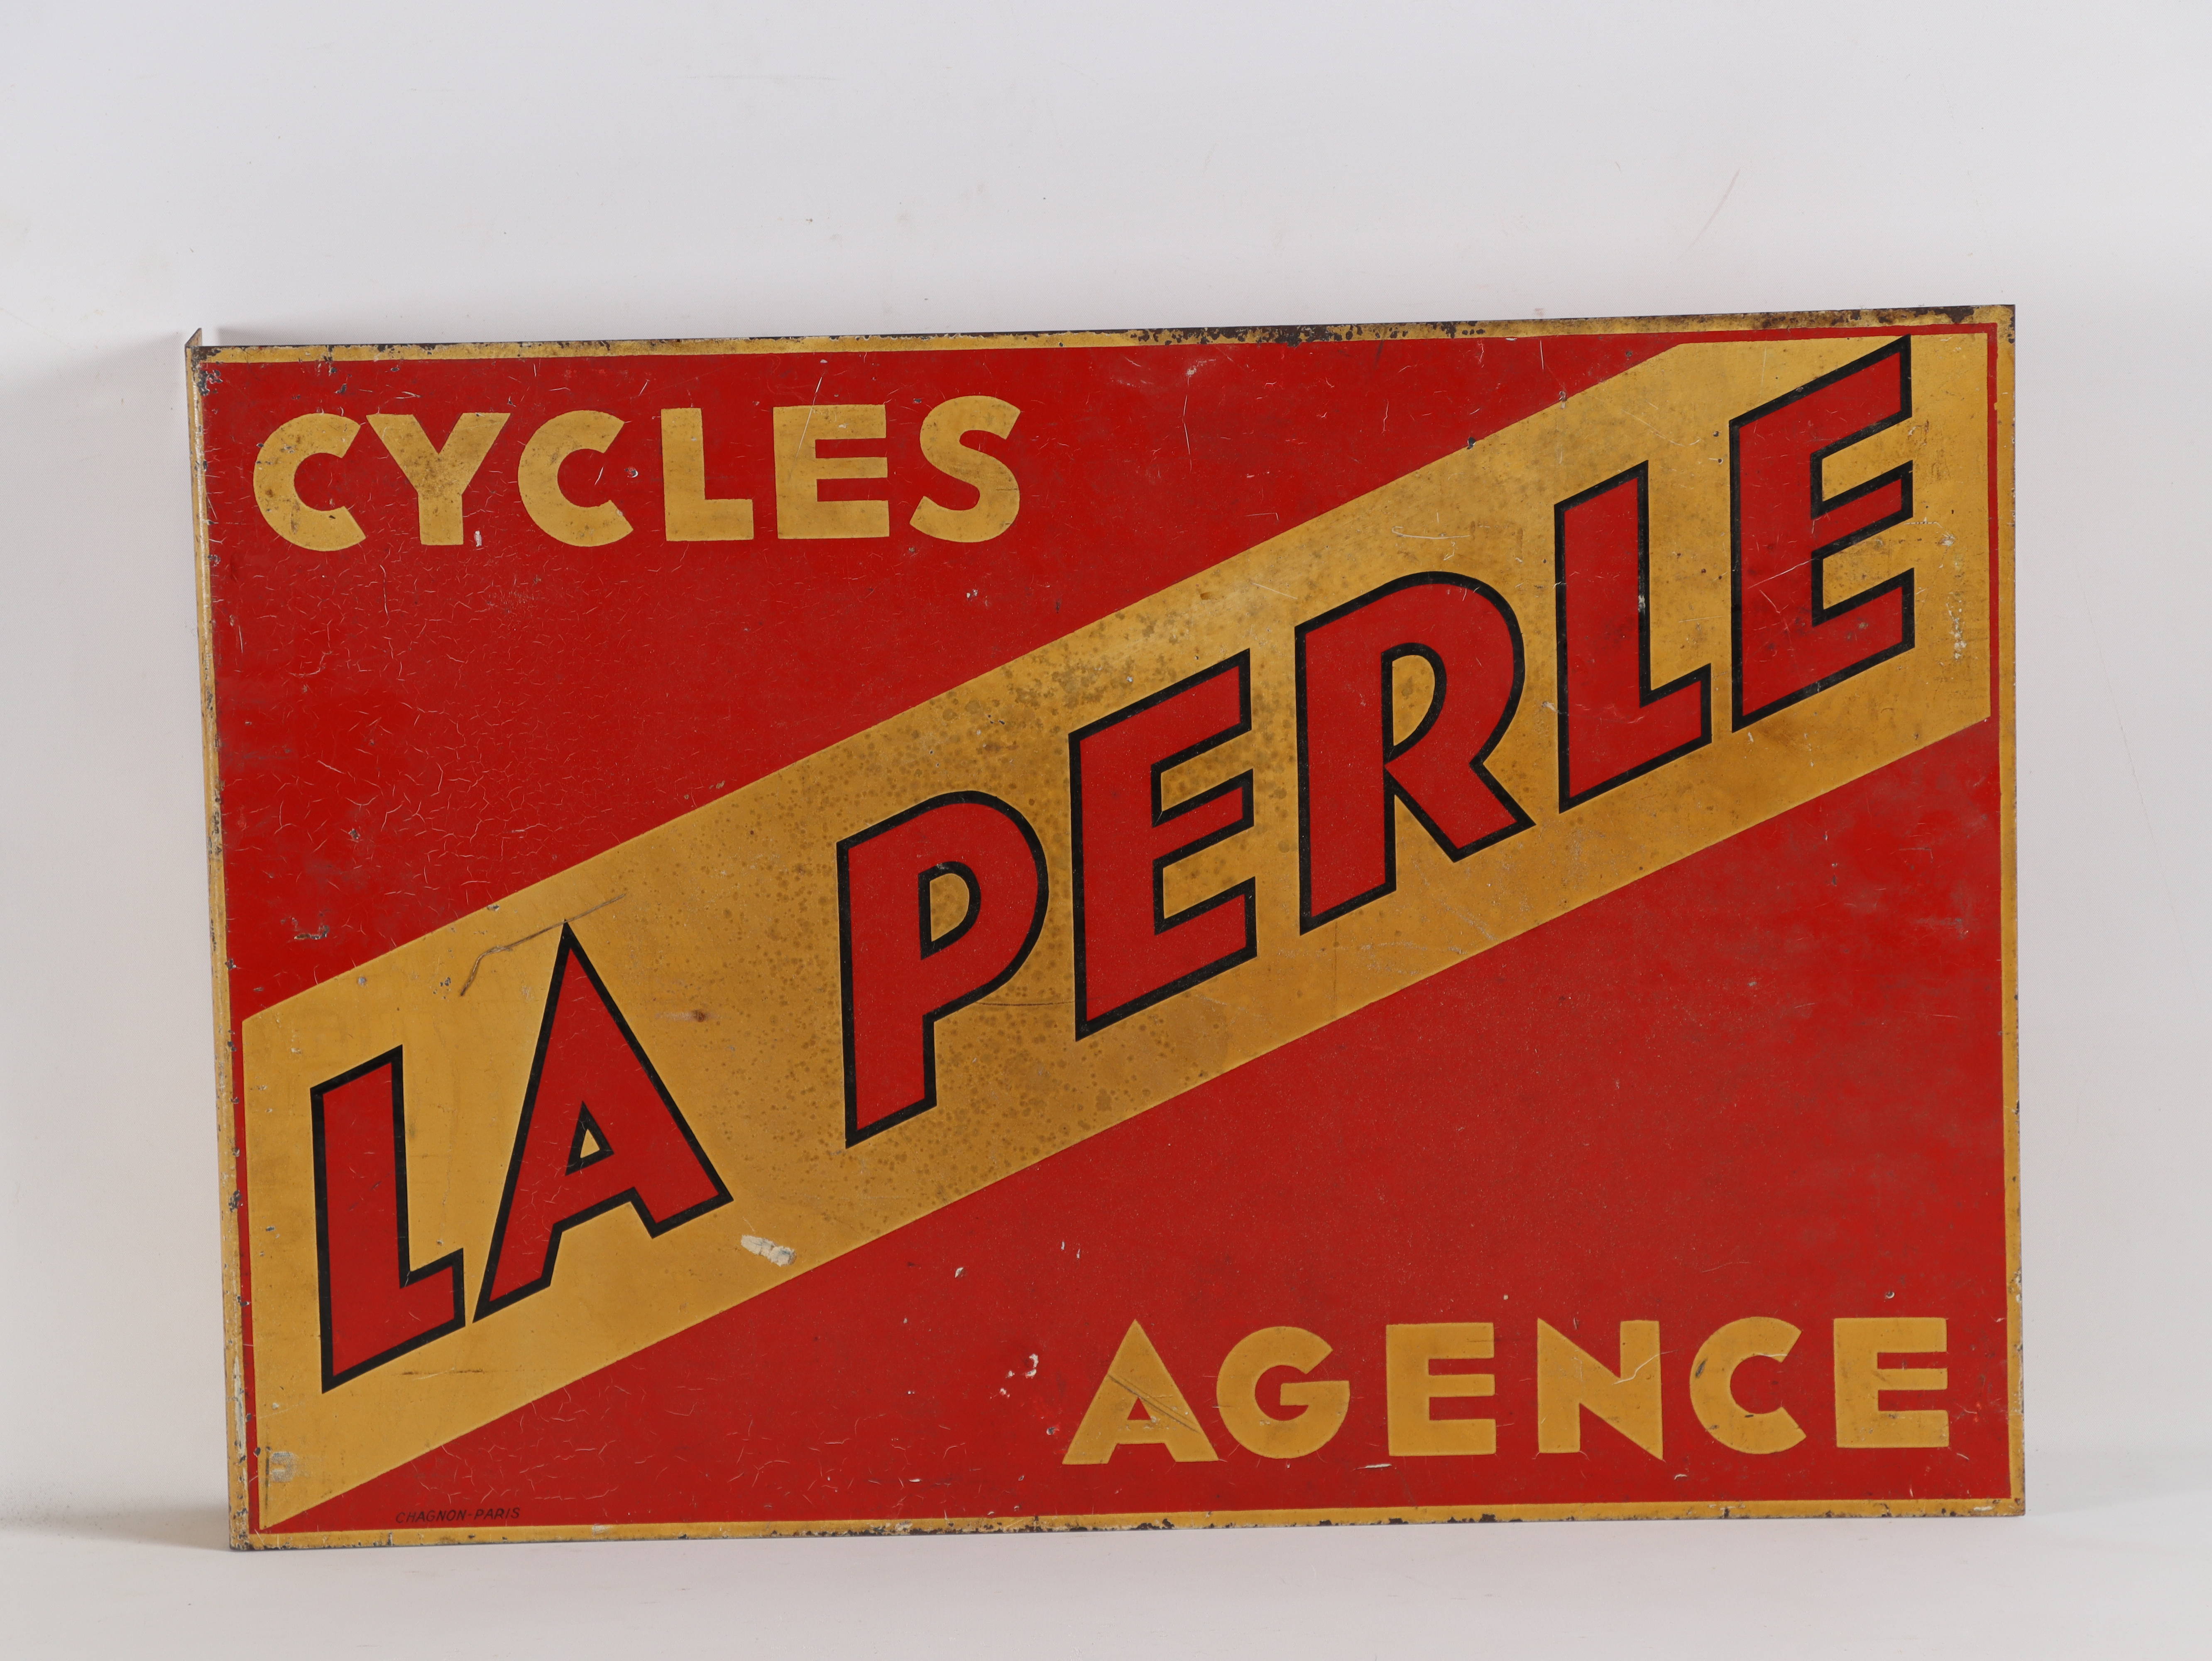 CYCLES
LA PERLE
AGENCE
CHAGNON-PARIS